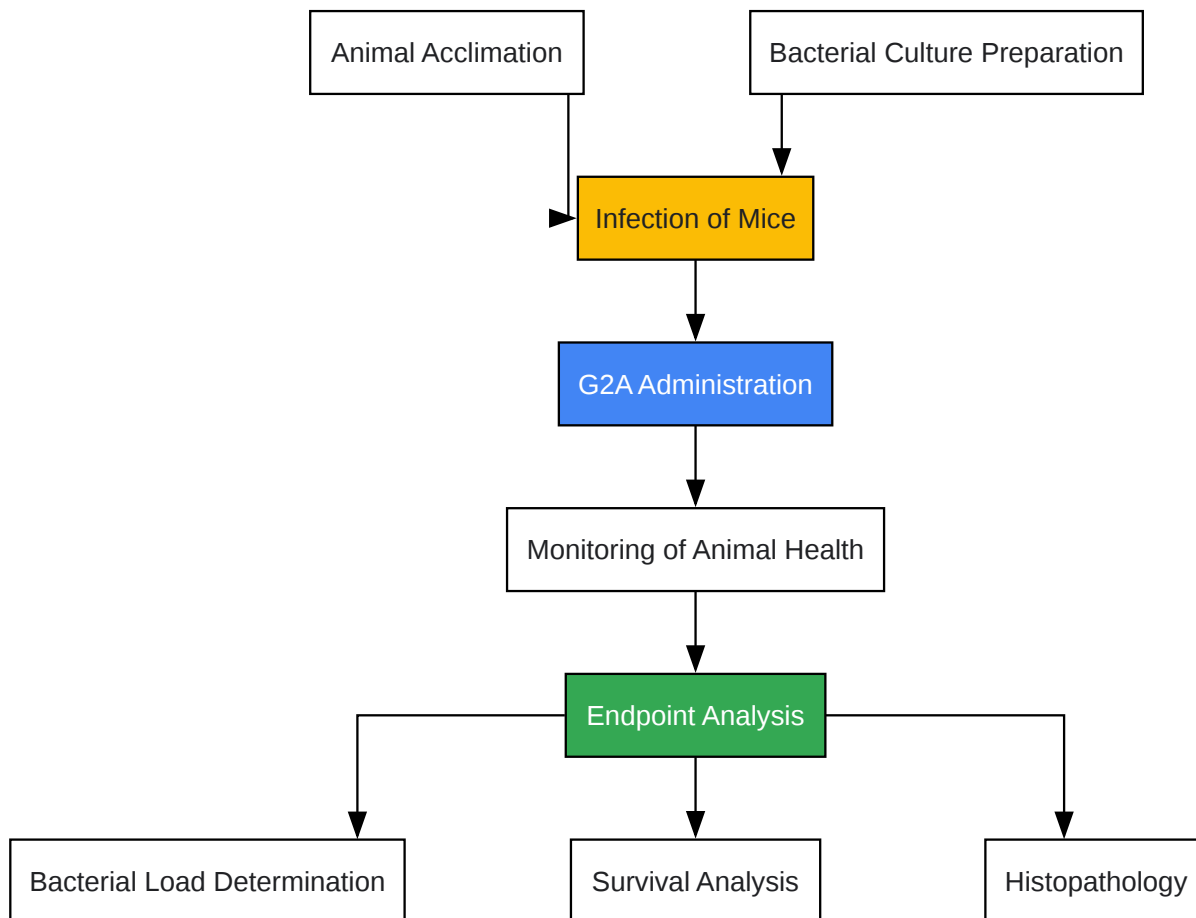 Animal Acclimation
Bacterial Culture Preparation
Infection of Mice
G2A Administration
Monitoring of Animal Health
Endpoint Analysis
Bacterial Load Determination
Survival Analysis
Histopathology